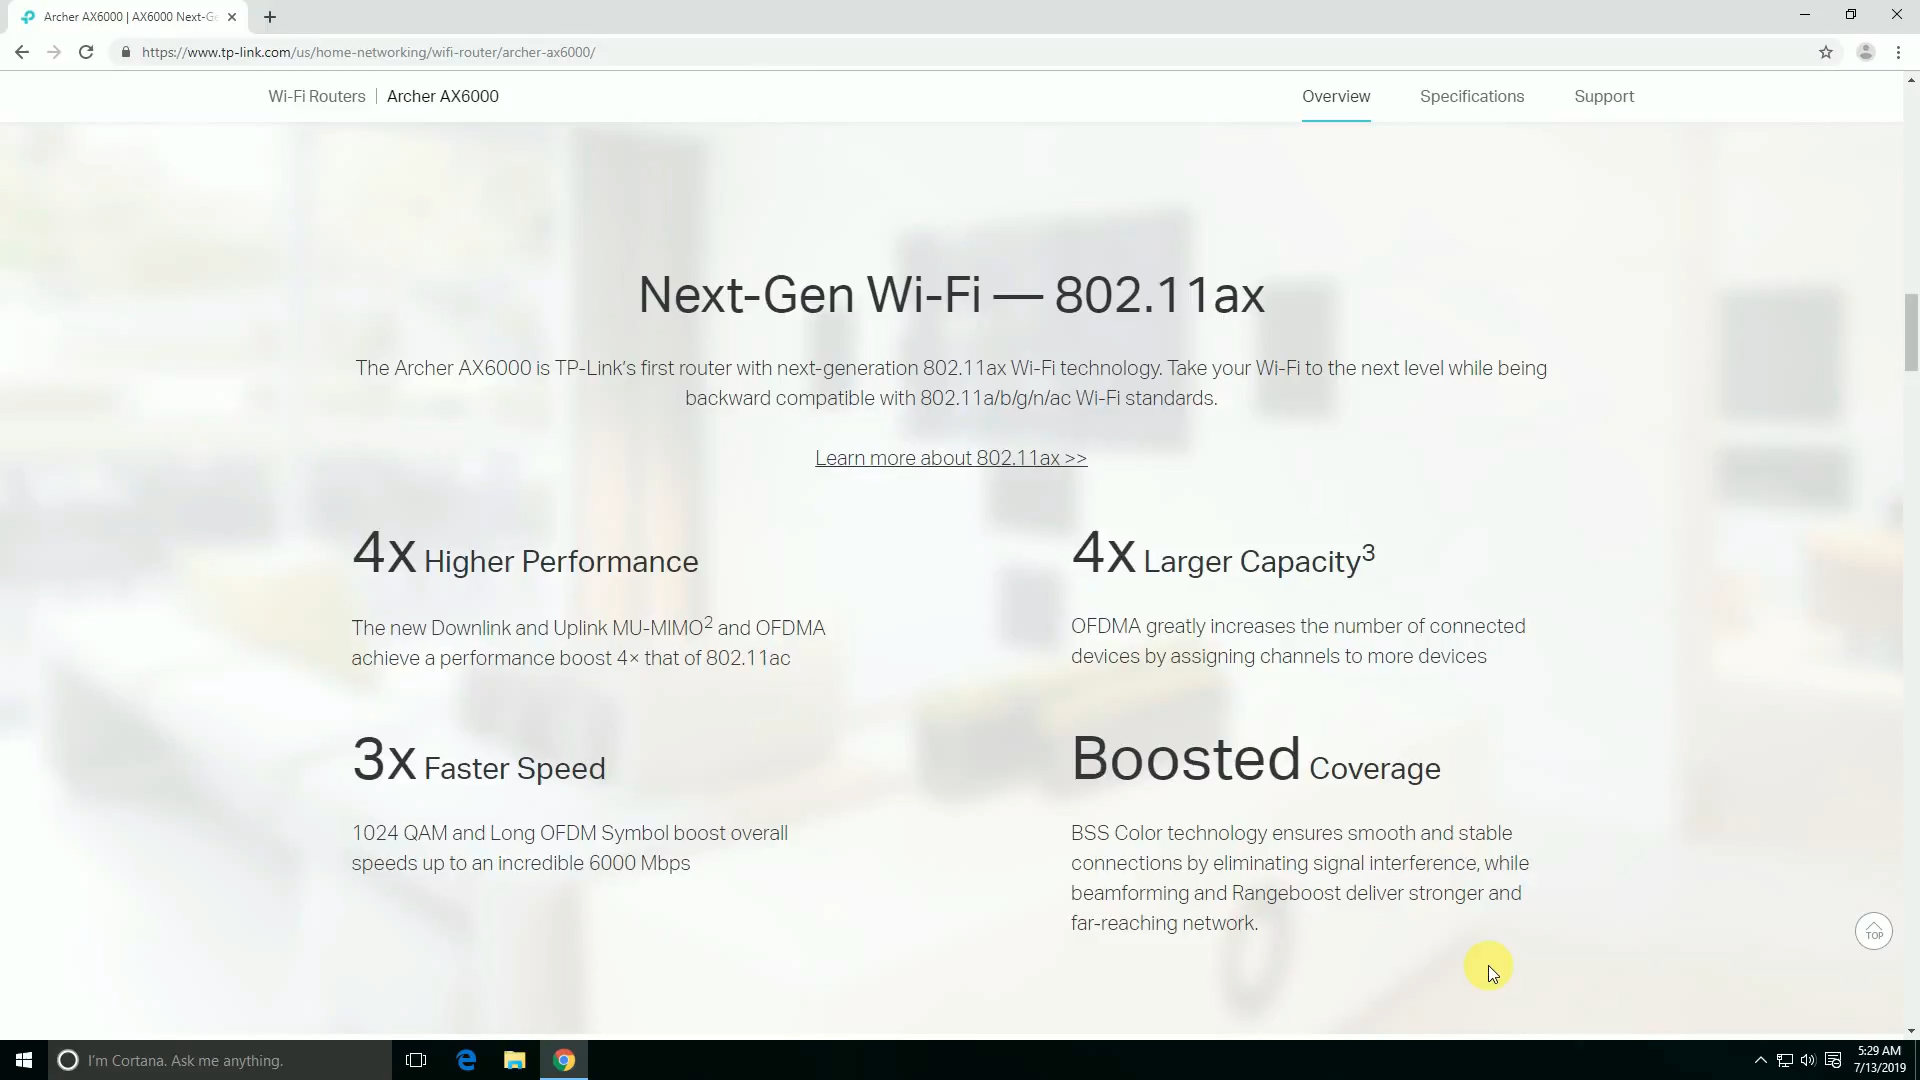 Archer AX6000 | AX6000 Next-Ge
https://www.tp-link.com/us/home-networking/wifi-router/archer-ax6000/
Wi-Fi Routers | Archer AX6000
Overview
Specifications
Support
Next-Gen Wi-Fi — 802.11ax
The Archer AX6000 is TP-Link’s first router with next-generation 802.11ax Wi-Fi technology. Take your Wi-Fi to the next level while being
backward compatible with 802.11a/b/g/n/ac Wi-Fi standards.
Learn more about 802.11ax >>
4x Higher Performance
The new Downlink and Uplink MU-MIMO2 and OFDMA
achieve a performance boost 4× that of 802.11ac
4x Larger Capacity3
OFDMA greatly increases the number of connected
devices by assigning channels to more devices
3x Faster Speed
1024 QAM and Long OFDM Symbol boost overall
speeds up to an incredible 6000 Mbps
Boosted Coverage
BSS Color technology ensures smooth and stable
connections by eliminating signal interference, while
beamforming and Rangeboost deliver stronger and
far-reaching network.
TOP
I'm Cortana. Ask me anything.
5:29 AM
7/13/2019